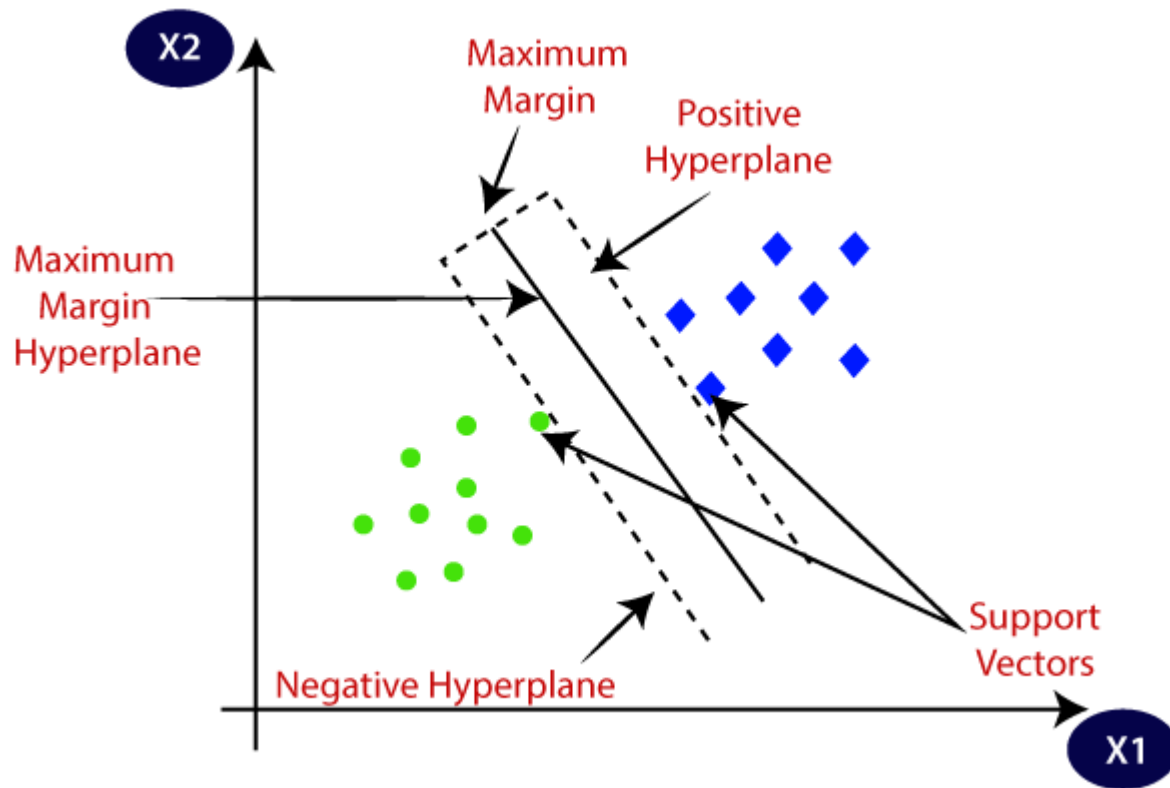 X2
Maximum
Margin
Positive
Hyperplane
Maximum
Margin
Hyperplane
Support
Vectors
Negative Hyperplane
X1